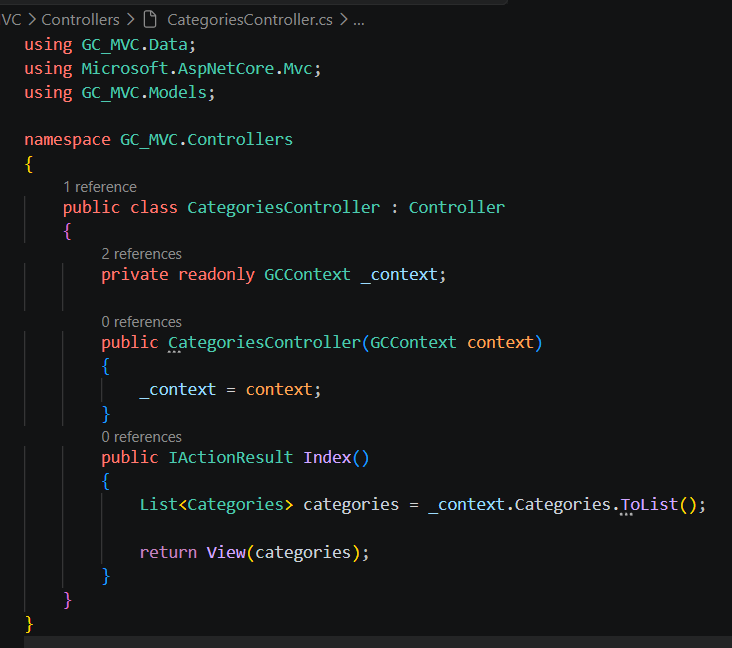 VC > Controllers > CategoriesController.cs > ...
using GC_MVC.Data;
using Microsoft.AspNetCore.Mvc;
using GC_MVC.Models;
namespace GC_MVC.Controllers
{
1 reference
public class CategoriesController : Controller
{
2 references
private readonly GCContext _context;
0 references
public CategoriesController(GCContext context)
{
_context = context;
}
0 references
public IActionResult Index()
{
List<Categories> categories = _context.Categories.ToList();
return View(categories);
}
}
}